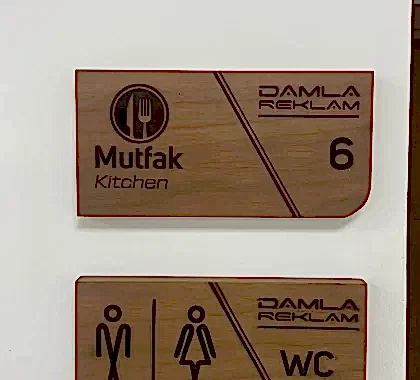 DAMLA
REKLAM
Mutfak
Kitchen
6
DAMLA
REKLAM
WC